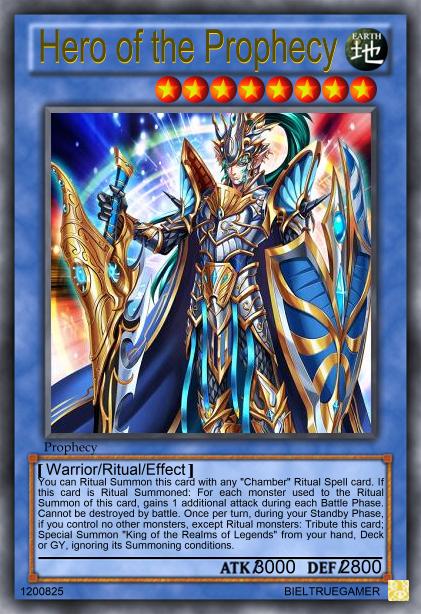 Hero of the Prophecy
EARTH
地
Prophecy
[ Warrior/Ritual/Effect ]
You can Ritual Summon this card with any "Chamber" Ritual Spell card. If
this card is Ritual Summoned: For each monster used to the Ritual
Summon of this card, gains 1 additional attack during each Battle Phase.
Cannot be destroyed by battle. Once per turn, during your Standby Phase,
if you control no other monsters, except Ritual monsters: Tribute this card;
Special Summon "King of the Realms of Legends" from your hand, Deck
or GY, ignoring its Summoning conditions.
ATK 3000 DEF 2800
1200825 BIELTRUEGAMER